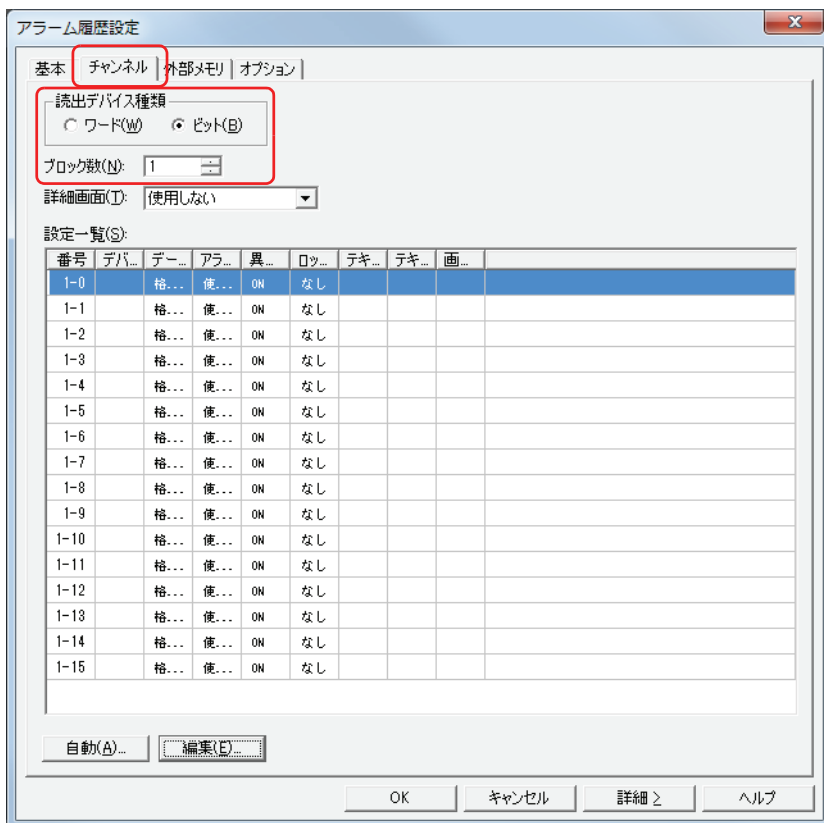 アラーム履歴設定
基本 チャンネル 外部メモリ オプション
読出デバイス種類
ワード(W) ビット(B)
ブロック数(N): 1
詳細画面(T): 使用しない
設定一覧(S):
番号 デバ... デー... アラ... 異... ロッ... テキ... テキ... 画...
1-0 格... 使... ON なし
1-1 格... 使... ON なし
1-2 格... 使... ON なし
1-3 格... 使... ON なし
1-4 格... 使... ON なし
1-5 格... 使... ON なし
1-6 格... 使... ON なし
1-7 格... 使... ON なし
1-8 格... 使... ON なし
1-9 格... 使... ON なし
1-10 格... 使... ON なし
1-11 格... 使... ON なし
1-12 格... 使... ON なし
1-13 格... 使... ON なし
1-14 格... 使... ON なし
1-15 格... 使... ON なし
自動(A)... 編集(E)...
OK キャンセル 詳細 > ヘルプ